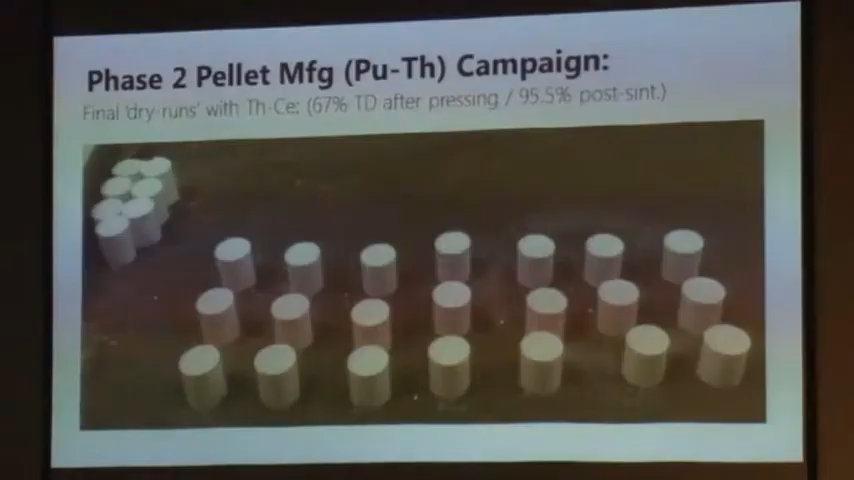 Phase 2 Pellet Mfg (Pu-Th) Campaign:
Final 'dry-runs' with Th-Ce: (67% TD after pressing / 95.5% post-sint.)